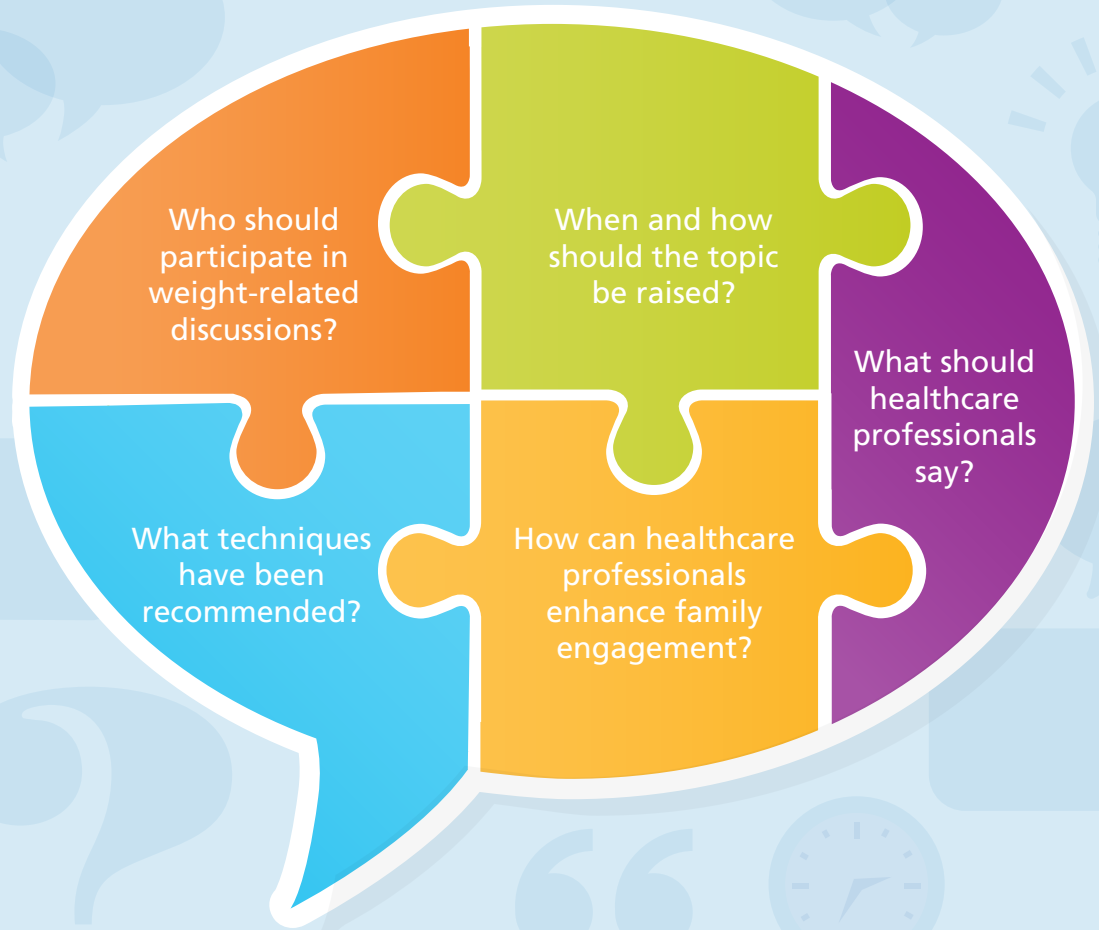 Who should
participate in
weight-related
discussions?
When and how
should the topic
be raised?
What should
healthcare
professionals
say?
What techniques
have been
recommended?
How can healthcare
professionals
enhance family
engagement?